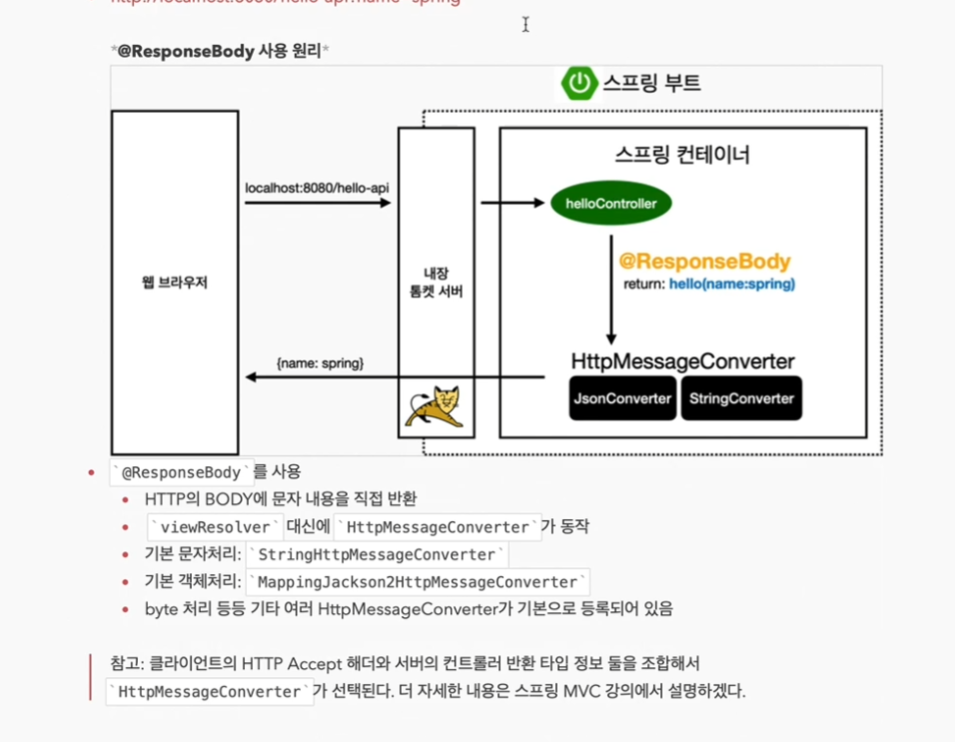 http://localhost:8080/hello-api?name=spring
*@ResponseBody 사용 원리*
스프링 부트
스프링 컨테이너
localhost:8080/hello-api
helloController
@ResponseBody
return: hello(name:spring)
웹 브라우저
내장
톰켓 서버
{name: spring}
HttpMessageConverter
JsonConverter
StringConverter
`@ResponseBody`를 사용
HTTP의 BODY에 문자 내용을 직접 반환
`viewResolver` 대신에 `HttpMessageConverter`가 동작
기본 문자처리: `StringHttpMessageConverter`
기본 객체처리: `MappingJackson2HttpMessageConverter`
byte 처리 등등 기타 여러 HttpMessageConverter가 기본으로 등록되어 있음
참고: 클라이언트의 HTTP Accept 해더와 서버의 컨트롤러 반환 타입 정보 둘을 조합해서
`HttpMessageConverter`가 선택된다. 더 자세한 내용은 스프링 MVC 강의에서 설명하겠다.